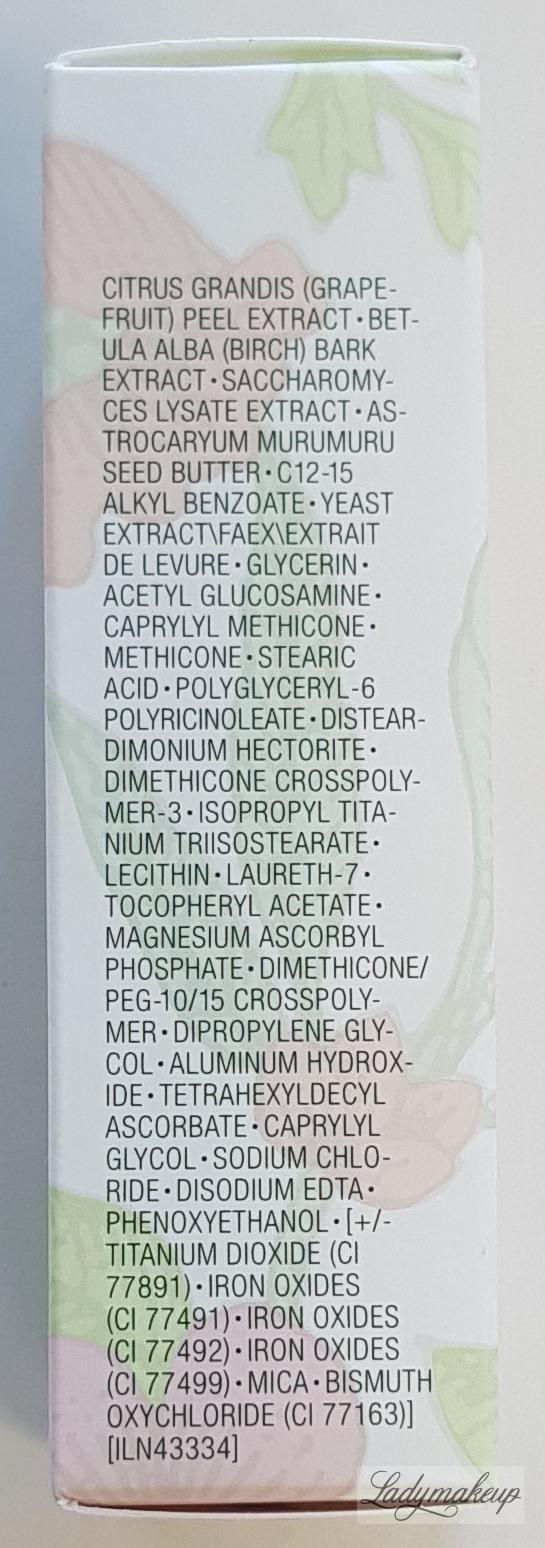 CITRUS GRANDIS (GRAPE-
FRUIT) PEEL EXTRACT•BET-
ULA ALBA (BIRCH) BARK
EXTRACT•SACCHAROMY-
CES LYSATE EXTRACT•AS-
TROCARYUM MURUMURU
SEED BUTTER•C12-15
ALKYL BENZOATE•YEAST
EXTRACT\FAEX\EXTRAIT
DE LEVURE•GLYCERIN•
ACETYL GLUCOSAMINE•
CAPRYLYL METHICONE•
METHICONE•STEARIC
ACID•POLYGLYCERYL-6
POLYRICINOLEATE•DISTEAR-
DIMONIUM HECTORITE•
DIMETHICONE CROSSPOLY-
MER-3•ISOPROPYL TITA-
NIUM TRIISOSTEARATE•
LECITHIN•LAURETH-7•
TOCOPHERYL ACETATE•
MAGNESIUM ASCORBYL
PHOSPHATE•DIMETHICONE/
PEG-10/15 CROSSPOLY-
MER•DIPROPYLENE GLY-
COL•ALUMINUM HYDROX-
IDE•TETRAHEXYLDECYL
ASCORBATE•CAPRYLYL
GLYCOL•SODIUM CHLO-
RIDE•DISODIUM EDTA•
PHENOXYETHANOL•[+/-
TITANIUM DIOXIDE (CI
77891)•IRON OXIDES
(CI 77491)•IRON OXIDES
(CI 77492)•IRON OXIDES
(CI 77499)•MICA•BISMUTH
OXYCHLORIDE (CI 77163)]
[ILN43334]
Ladymakeup